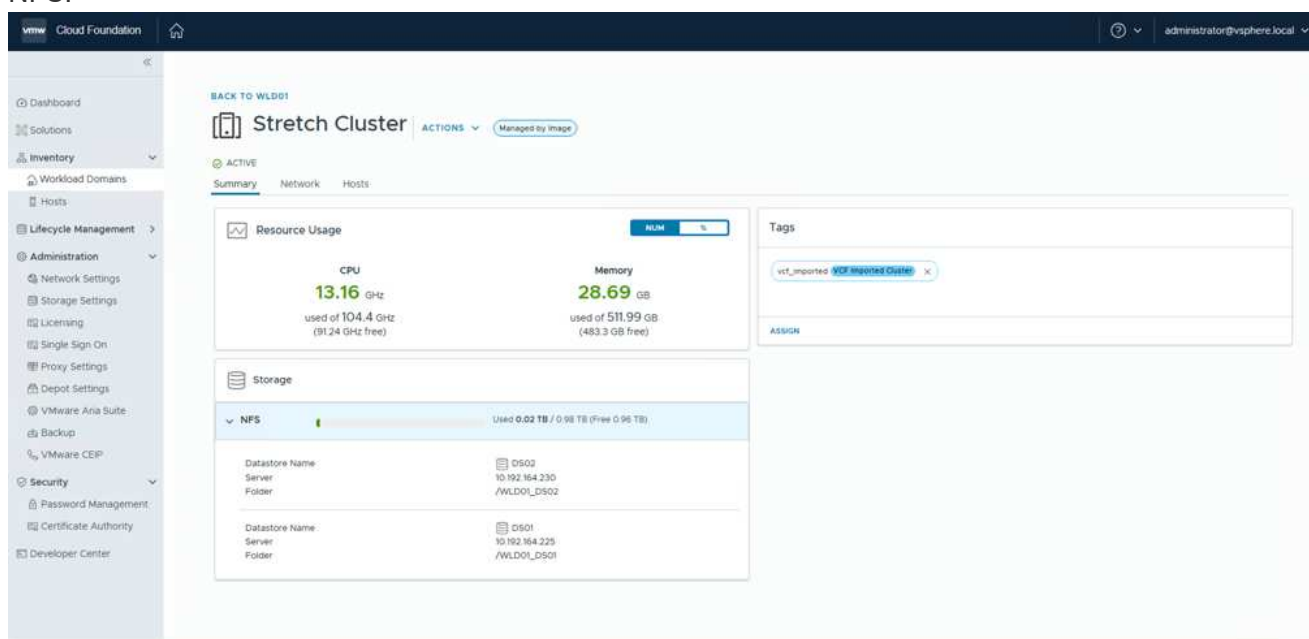 vmw Cloud Foundation
administrator@vsphere.local
Dashboard
Solutions
Inventory
Workload Domains
Hosts
Lifecycle Management
Administration
Network Settings
Storage Settings
Licensing
Single Sign On
Proxy Settings
Depot Settings
VMware Aria Suite
Backup
VMware CEIP
Security
Password Management
Certificate Authority
Developer Center
BACK TO WLD01
Stretch Cluster ACTIONS Managed by Image
ACTIVE
Summary Network Hosts
Resource Usage NUM %
CPU
13.16 GHz
used of 104.4 GHz
(91.24 GHz free)
Memory
28.69 GB
used of 511.99 GB
(483.3 GB free)
Storage
NFS Used 0.02 TB / 0.98 TB (Free 0.96 TB)
Datastore Name DS02
Server 10.192.164.230
Folder /WLD01_DS02
Datastore Name DS01
Server 10.192.164.225
Folder /WLD01_DS01
Tags
vcf_imported VCF Imported Cluster ×
ASSIGN